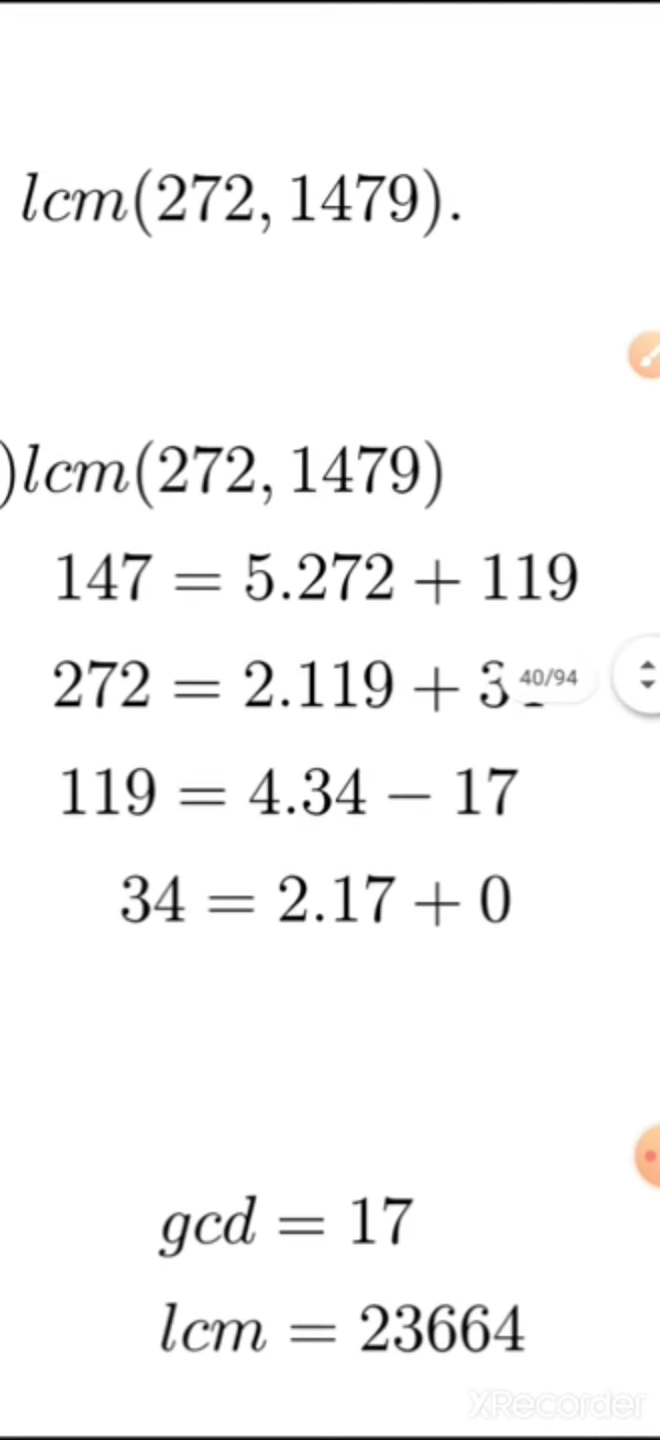 lcm(272, 1479).
)lcm(272, 1479)
147 = 5.272 + 119
272 = 2.119 + 3
40/94
119 = 4.34 − 17
34 = 2.17 + 0
gcd = 17
lcm = 23664
XRecorder